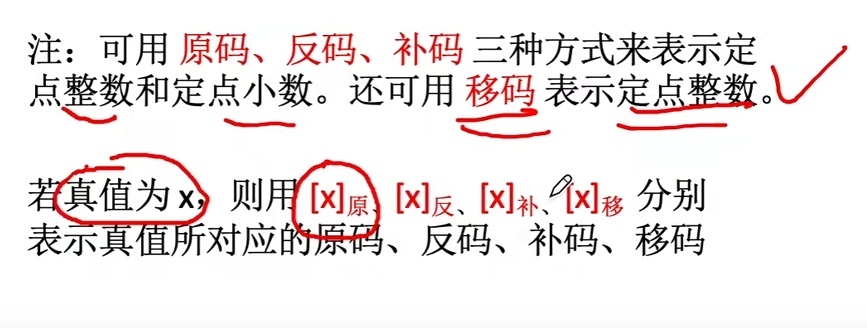 注：可用 原码、反码、补码 三种方式来表示定
点整数和定点小数。还可用 移码 表示定点整数。
若真值为 x，则用 [x]原、[x]反、[x]补、[x]移 分别
表示真值所对应的原码、反码、补码、移码